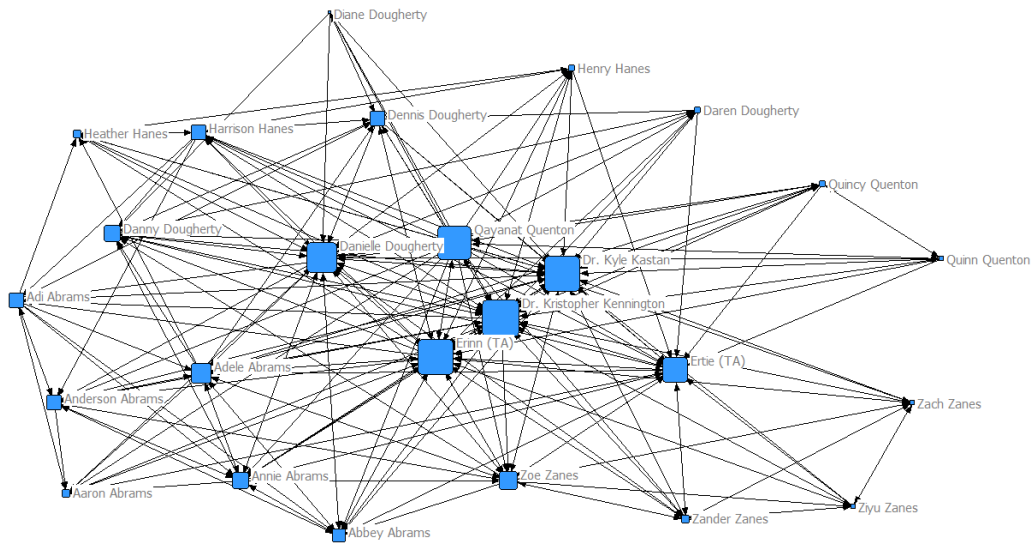 Diane Dougherty
Henry Hanes
Daren Dougherty
Dennis Dougherty
Heather Hanes
Harrison Hanes
Quincy Quenton
Danny Dougherty
Qayanat Quenton
Danielle Dougherty
Dr. Kyle Kastan
Quinn Quenton
Adi Abrams
Dr. Kristopher Kennington
Erinn (TA)
Ertie (TA)
Adele Abrams
Anderson Abrams
Zach Zanes
Annie Abrams
Zoe Zanes
Aaron Abrams
Ziyu Zanes
Zander Zanes
Abbey Abrams